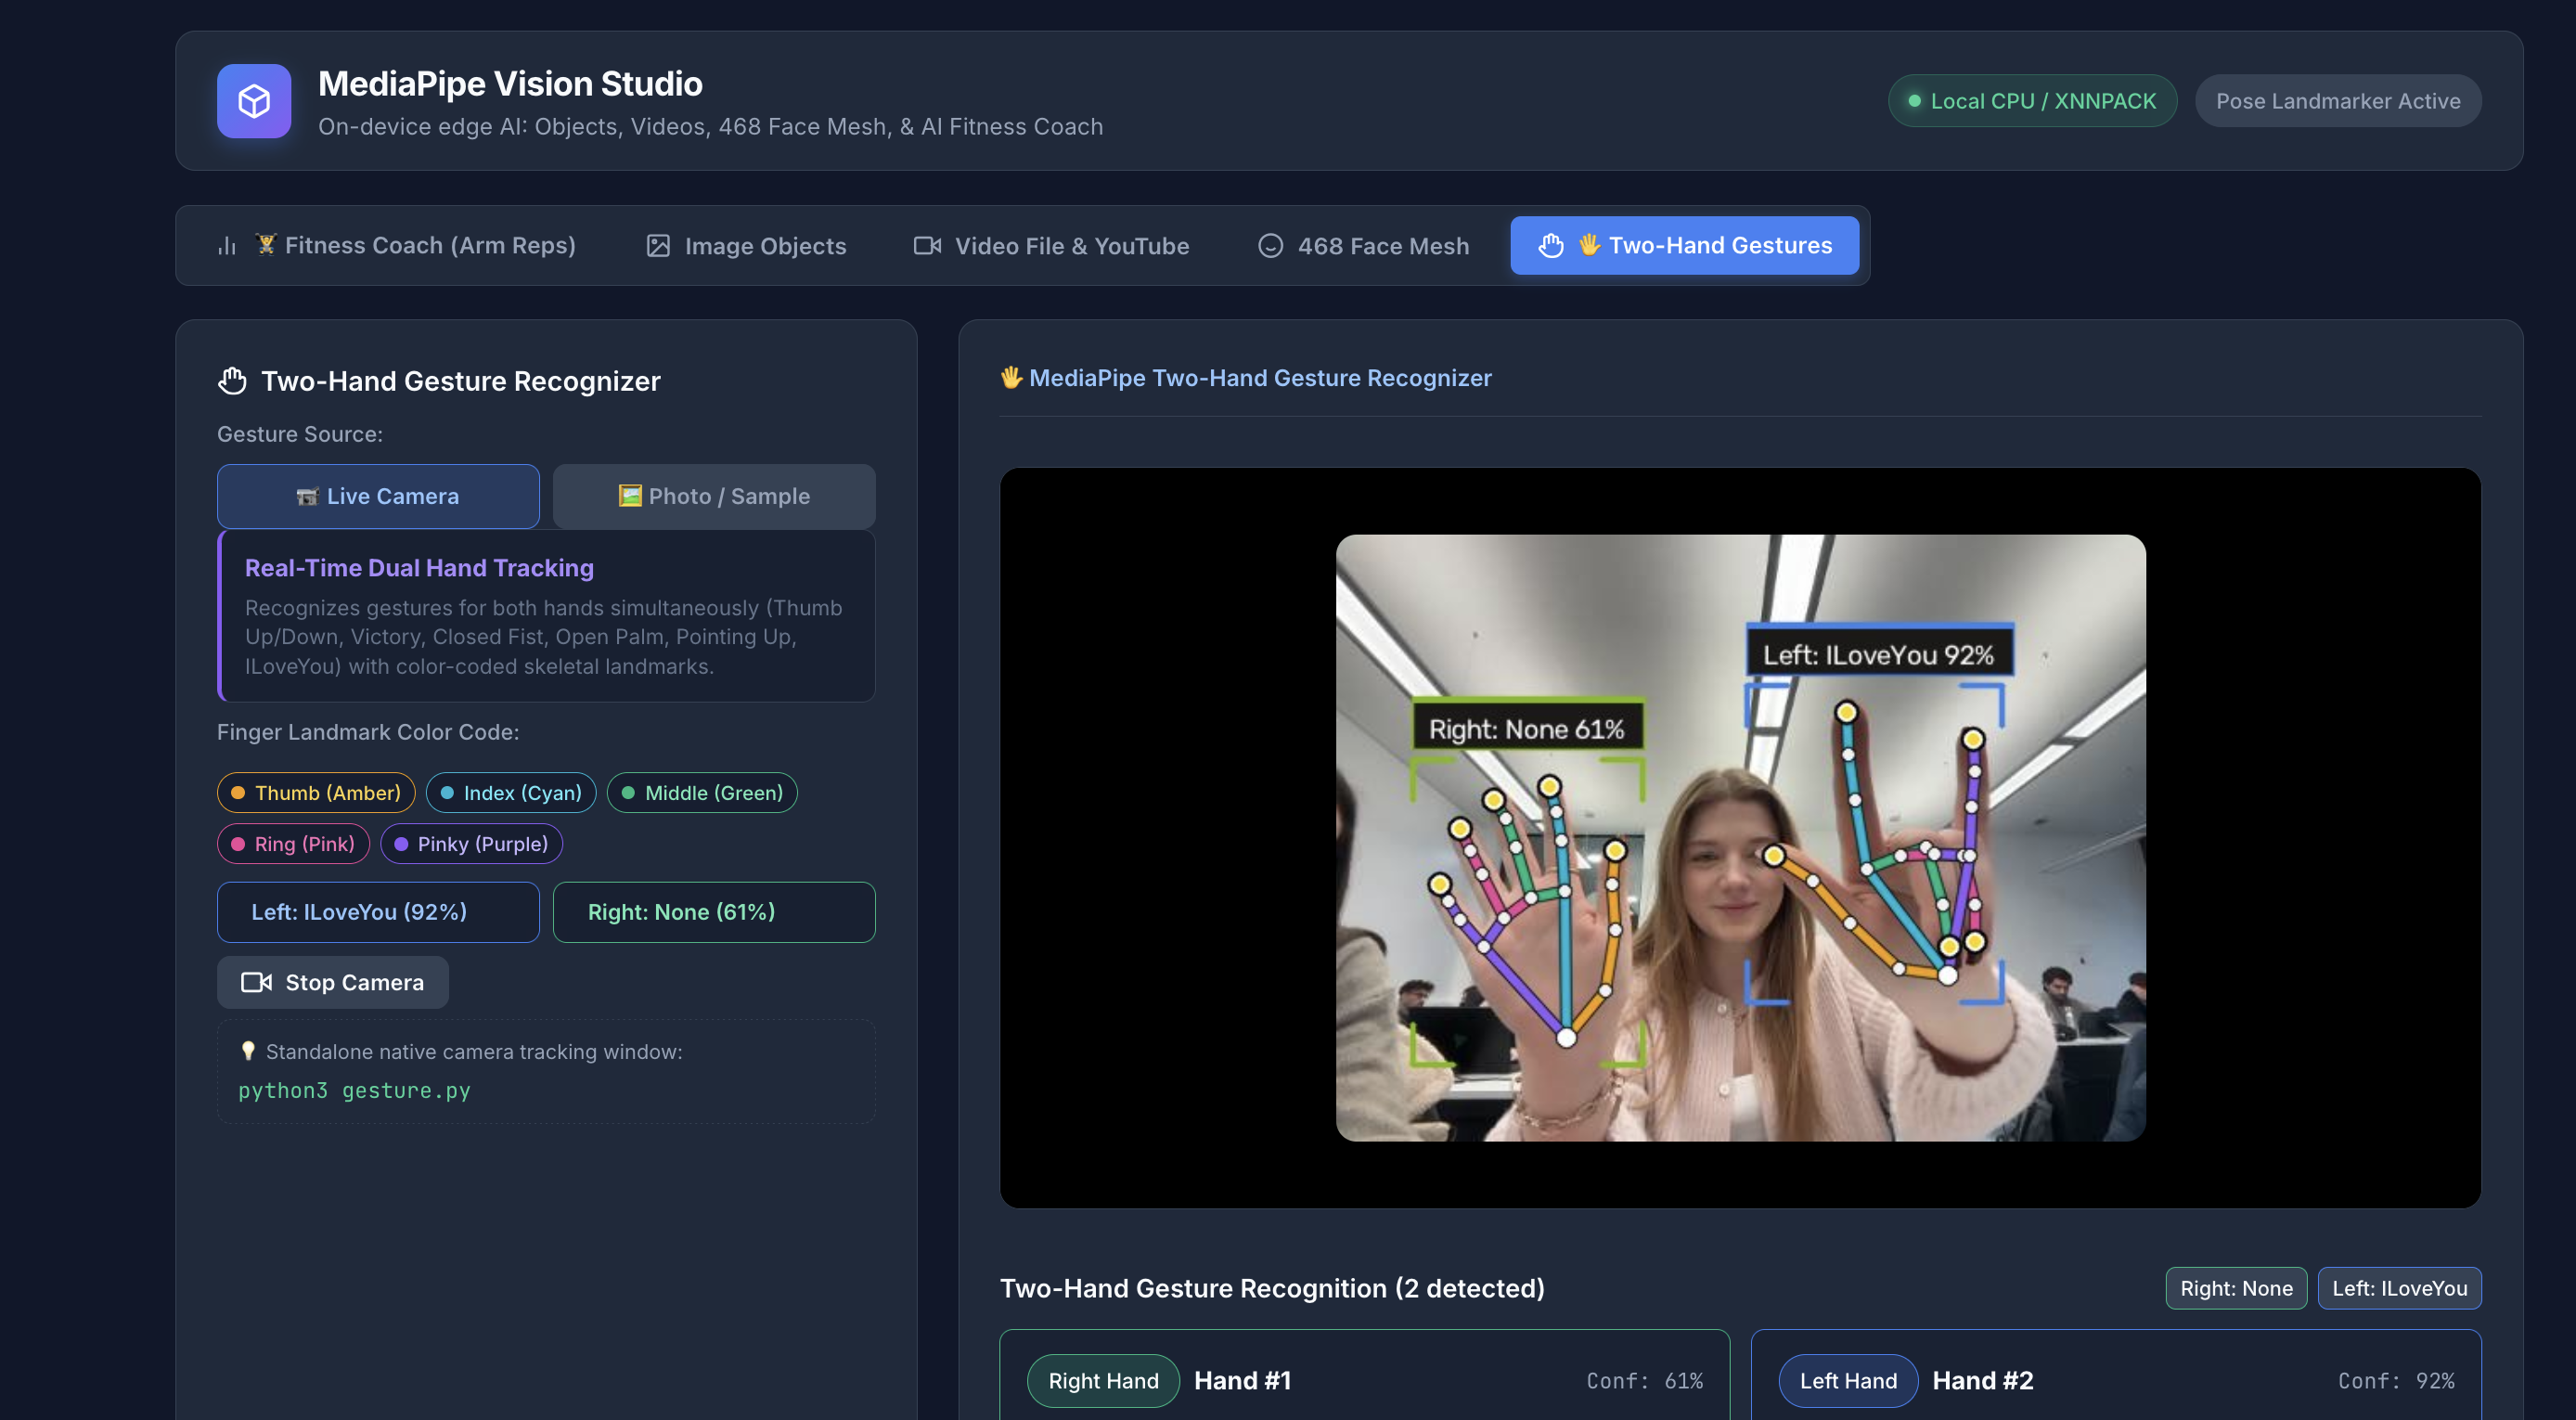 MediaPipe Vision Studio
On-device edge AI: Objects, Videos, 468 Face Mesh, & AI Fitness Coach
Local CPU / XNNPACK
Pose Landmarker Active
🏋️ Fitness Coach (Arm Reps)
Image Objects
Video File & YouTube
468 Face Mesh
🖐️ Two-Hand Gestures
Two-Hand Gesture Recognizer
Gesture Source:
📹 Live Camera
🖼️ Photo / Sample
Real-Time Dual Hand Tracking
Recognizes gestures for both hands simultaneously (Thumb
Up/Down, Victory, Closed Fist, Open Palm, Pointing Up,
ILoveYou) with color-coded skeletal landmarks.
Finger Landmark Color Code:
Thumb (Amber)
Index (Cyan)
Middle (Green)
Ring (Pink)
Pinky (Purple)
Left: ILoveYou (92%)
Right: None (61%)
Stop Camera
💡 Standalone native camera tracking window:
python3 gesture.py
🖐️ MediaPipe Two-Hand Gesture Recognizer
Left: ILoveYou 92%
Right: None 61%
Two-Hand Gesture Recognition (2 detected)
Right: None
Left: ILoveYou
Right Hand
Hand #1
Conf: 61%
Left Hand
Hand #2
Conf: 92%